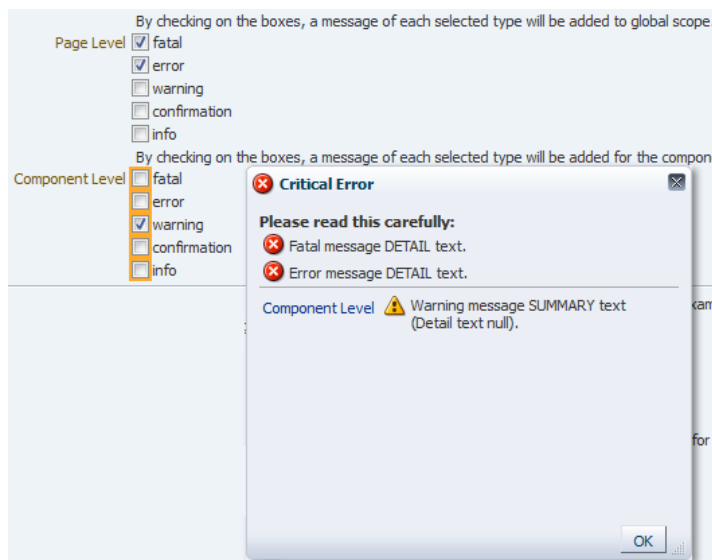 By checking on the boxes, a message of each selected type will be added to global scope
Page Level fatal
error
warning
confirmation
info
By checking on the boxes, a message of each selected type will be added for the compon
Component Level fatal
error
warning
confirmation
info
Critical Error
Please read this carefully:
Fatal message DETAIL text.
Error message DETAIL text.
Component Level Warning message SUMMARY text
(Detail text null).
for
OK